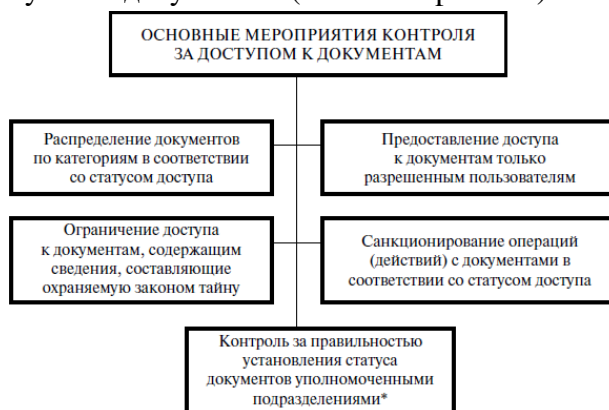 ОСНОВНЫЕ МЕРОПРИЯТИЯ КОНТРОЛЯ
ЗА ДОСТУПОМ К ДОКУМЕНТАМ
Распределение документов
по категориям в соответствии
со статусом доступа
Предоставление доступа
к документам только
разрешенным пользователям
Ограничение доступа
к документам, содержащим
сведения, составляющие
охраняемую законом тайну
Санкционирование операций
(действий) с документами в
соответствии со статусом доступа
Контроль за правильностью
установления статуса
документов уполномоченными
подразделениями*